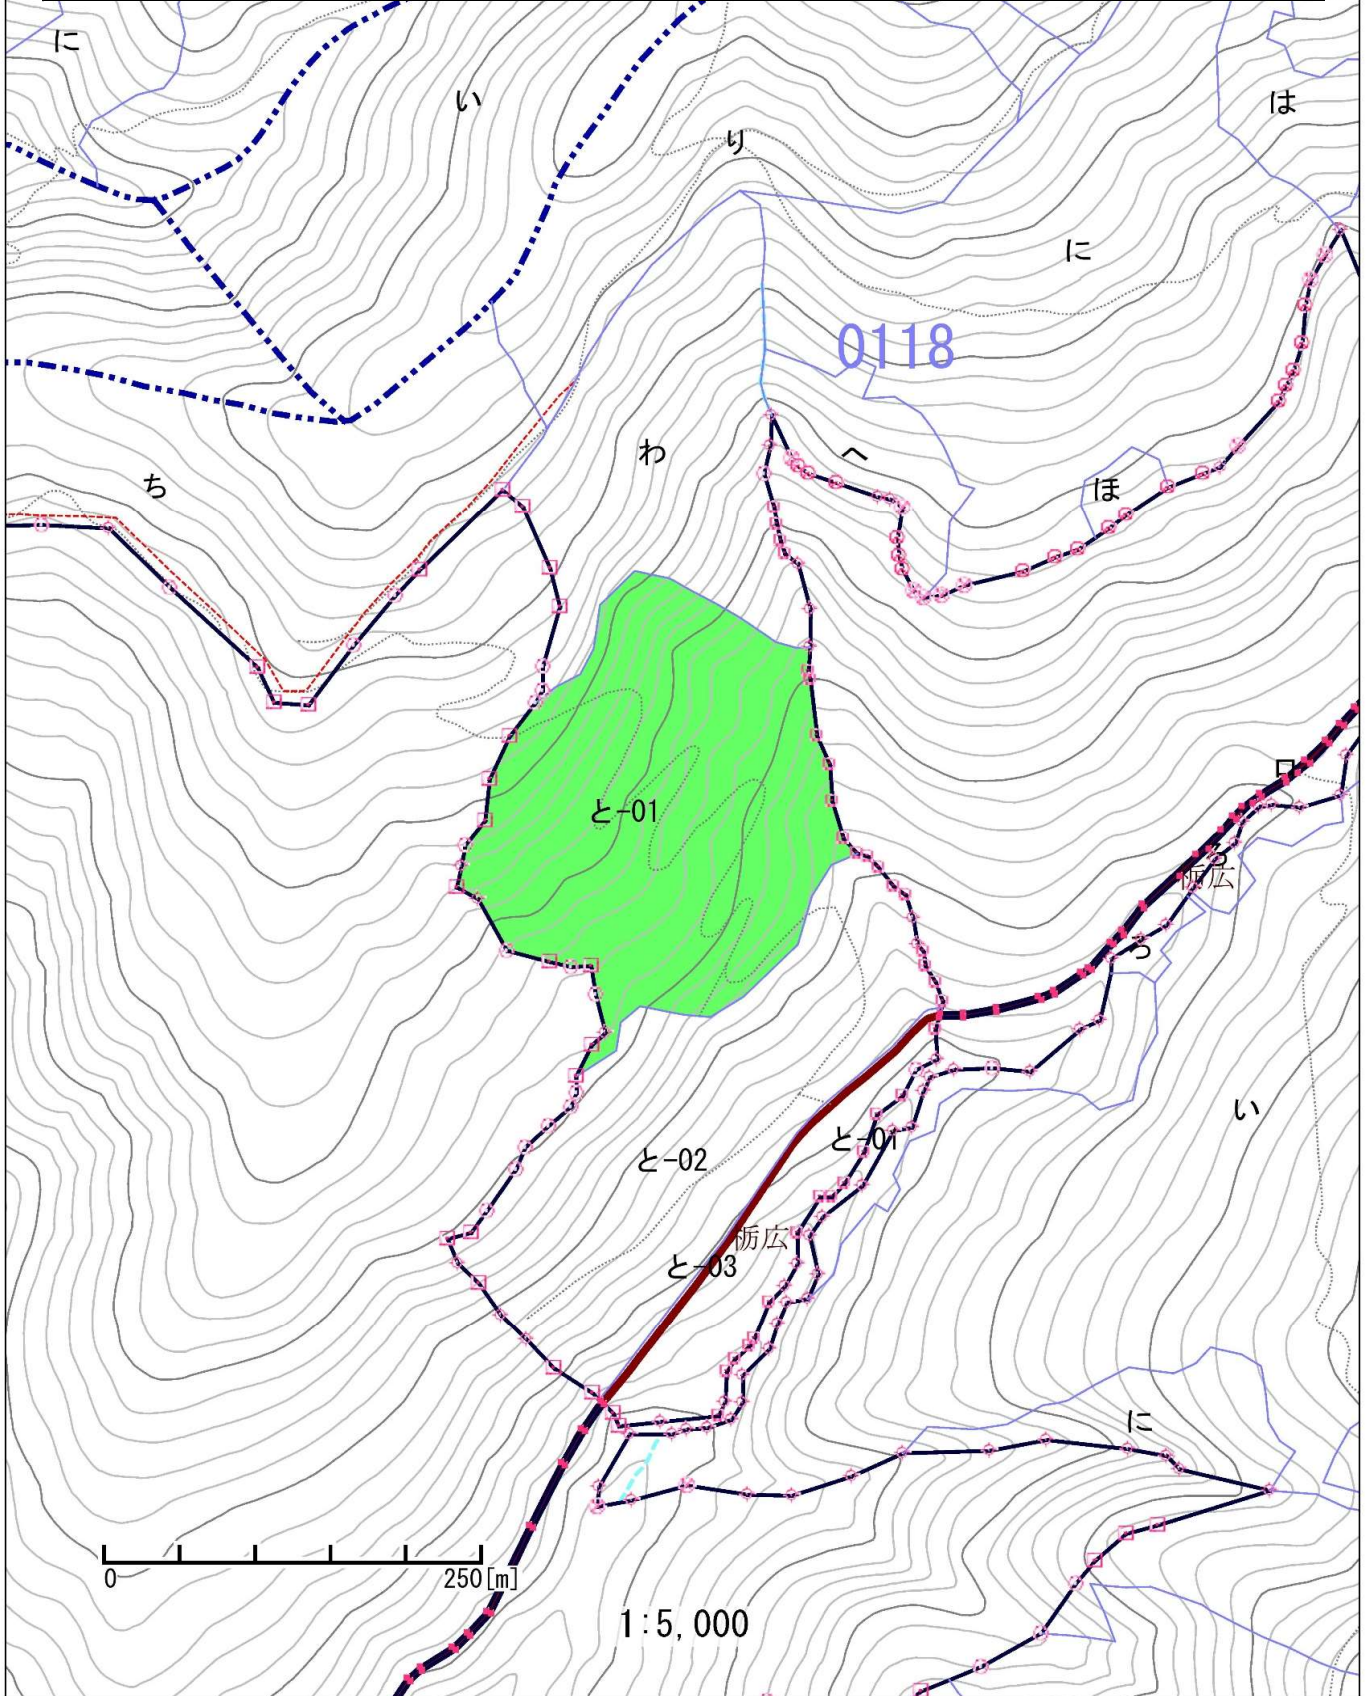 に
い
は
り
に
0118
わ
へ
ち
ほ
と-01
ロ
ろ
栃広
ろ
い
と-01
と-02
栃広
と-03
に
0
250[m]
1:5,000